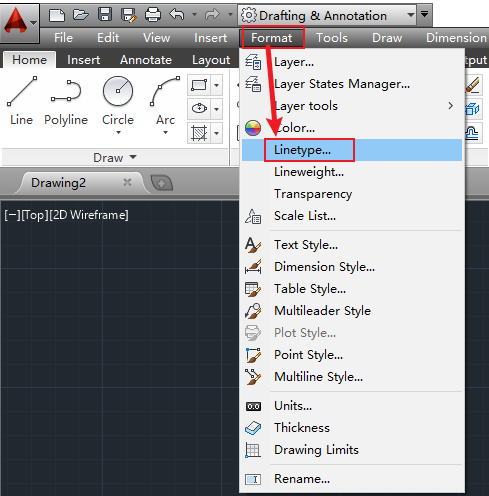 Drafting & Annotation
File Edit View Insert Format Tools Draw Dimension
Home Insert Annotate Layout
Line Polyline Circle Arc
Draw
Drawing2
[−][Top][2D Wireframe]
Layer...
Layer States Manager...
Layer tools
Color...
Linetype...
Lineweight...
Transparency
Scale List...
Text Style...
Dimension Style...
Table Style...
Multileader Style
Plot Style...
Point Style...
Multiline Style...
0.0 Units...
Thickness
Drawing Limits
Rename...